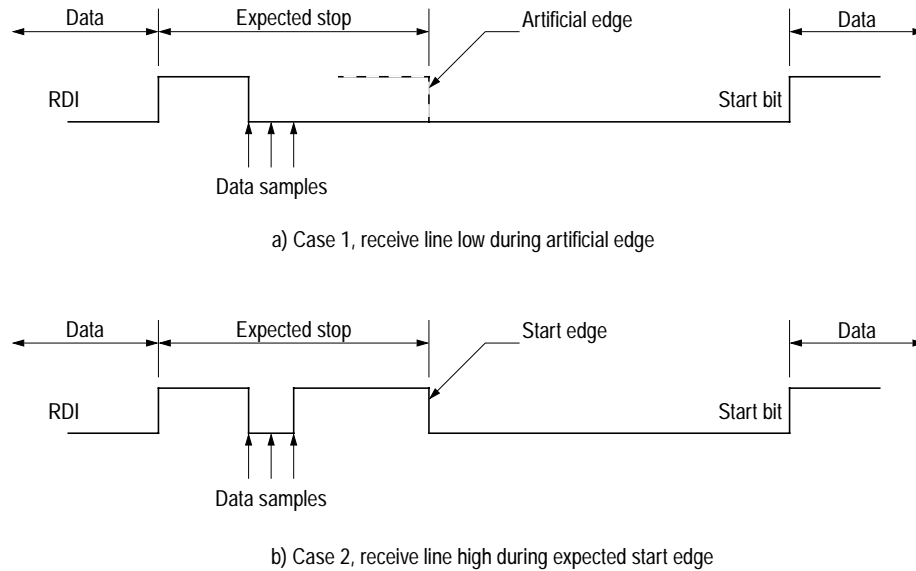 Data Expected stop Artificial edge Data
RDI Start bit
Data samples
a) Case 1, receive line low during artificial edge
Data Expected stop Start edge Data
RDI Start bit
Data samples
b) Case 2, receive line high during expected start edge